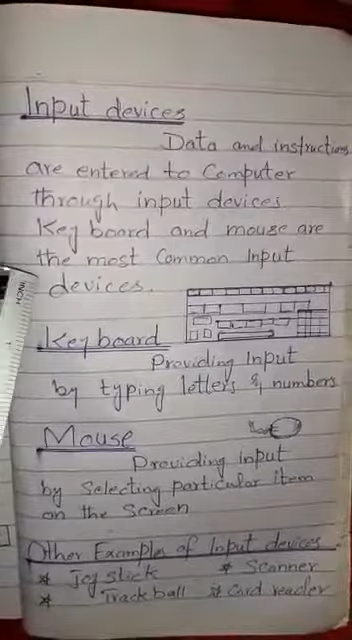 Input devices
Data and instructions
are entered to Computer
through input devices
Key board and mouse are
the most Common Input
devices.
INCH
Keyboard
Providing Input
by typing letters & numbers
Mouse
Providing input
by Selecting particular item
on the Screen
Other Examples of Input devices
* Joy stick * Scanner
* Track ball * Card reader